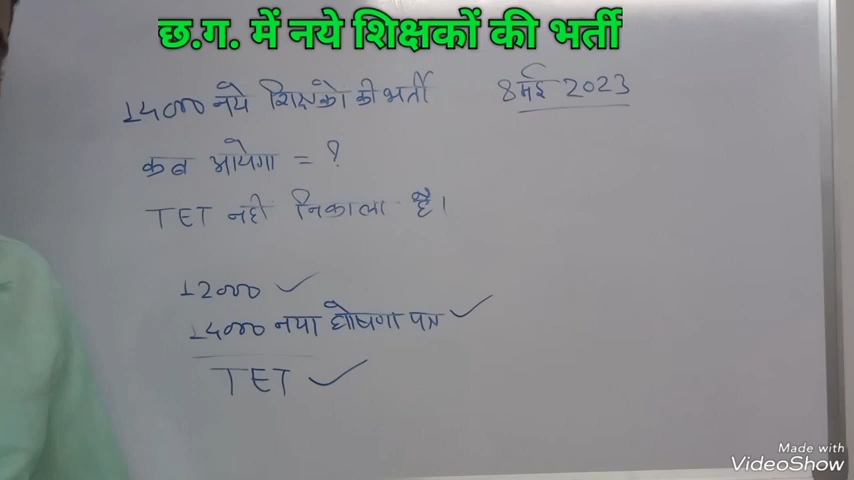 छ.ग. में नये शिक्षकों की भर्ती
14000 नये शिक्षको की भर्ती 8 मई 2023
कब आयेगा = ?
TET नही निकाला है।
12000 ✓
14000 नया घोषणा पत्र ✓
TET ✓
Made with
VideoShow